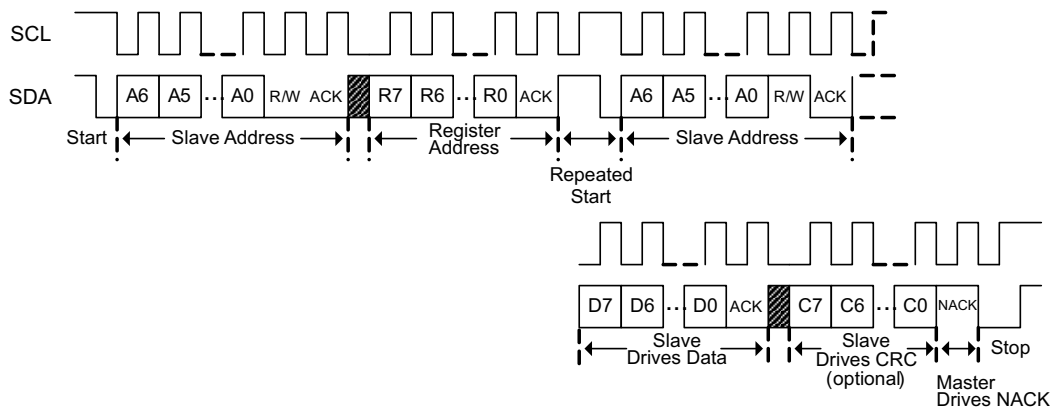 SCL
SDA
A6 A5 ... A0 R/W ACK R7 R6 ... R0 ACK A6 A5 ... A0 R/W ACK
Start
Slave Address
Register
Address
Repeated
Start
Slave Address
D7 D6 ... D0 ACK C7 C6 ... C0 NACK
Slave
Drives Data
Slave
Drives CRC
(optional)
Master
Drives NACK
Stop